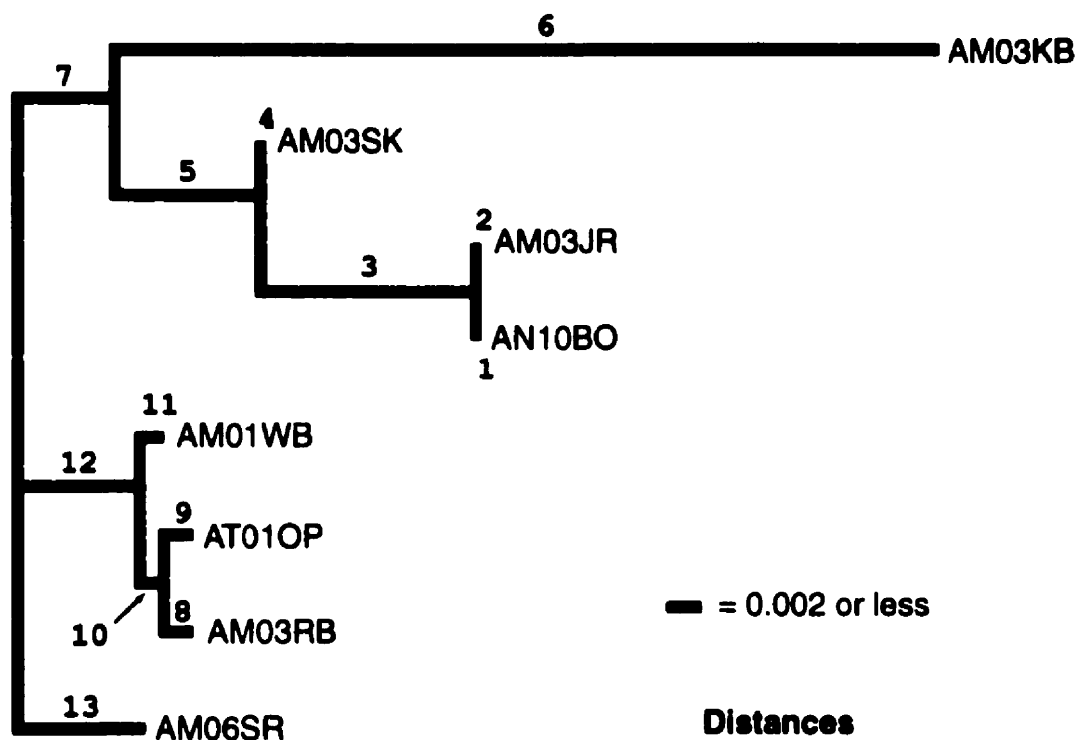 6
AM03KB
7
4
AM03SK
5
2
AM03JR
3
AN10BO
1
11
AM01WB
12
9
AT01OP
= 0.002 or less
8
10
AM03RB
13
AM06SR
Distances